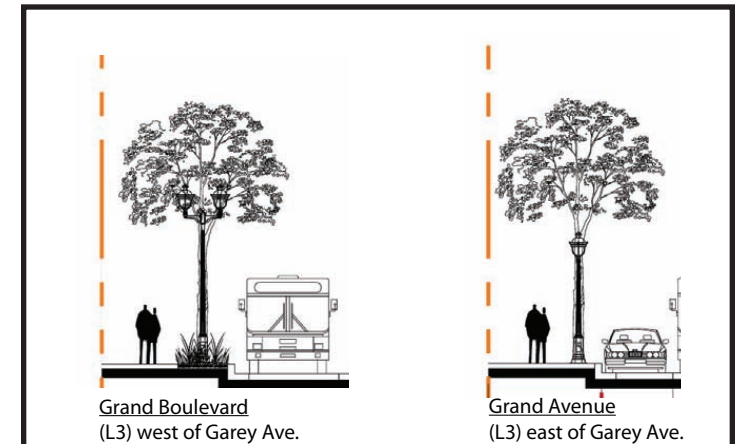 Grand Boulevard
(L3) west of Garey Ave.
Grand Avenue
(L3) east of Garey Ave.